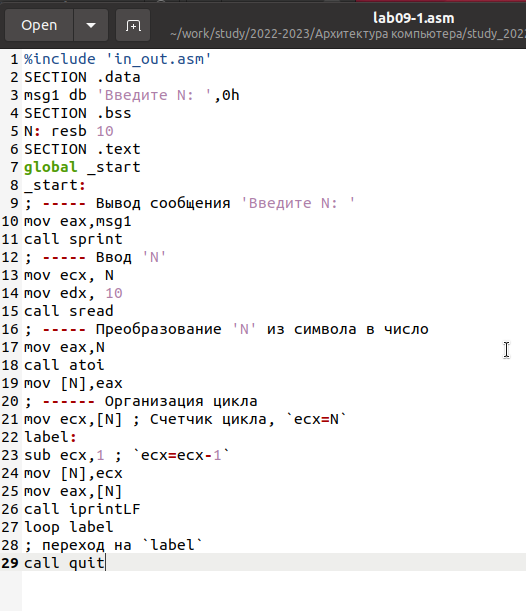 Open
lab09-1.asm
~/work/study/2022-2023/Архитектура компьютера/study_202
1 %include 'in_out.asm'
2 SECTION .data
3 msg1 db 'Введите N: ',0h
4 SECTION .bss
5 N: resb 10
6 SECTION .text
7 global _start
8 _start:
9 ; ----- Вывод сообщения 'Введите N: '
10 mov eax,msg1
11 call sprint
12 ; ----- Ввод 'N'
13 mov ecx, N
14 mov edx, 10
15 call sread
16 ; ----- Преобразование 'N' из символа в число
17 mov eax,N
18 call atoi
19 mov [N],eax
20 ; ------ Организация цикла
21 mov ecx,[N] ; Счетчик цикла, `ecx=N`
22 label:
23 sub ecx,1 ; `ecx=ecx-1`
24 mov [N],ecx
25 mov eax,[N]
26 call iprintLF
27 loop label
28 ; переход на `label`
29 call quit